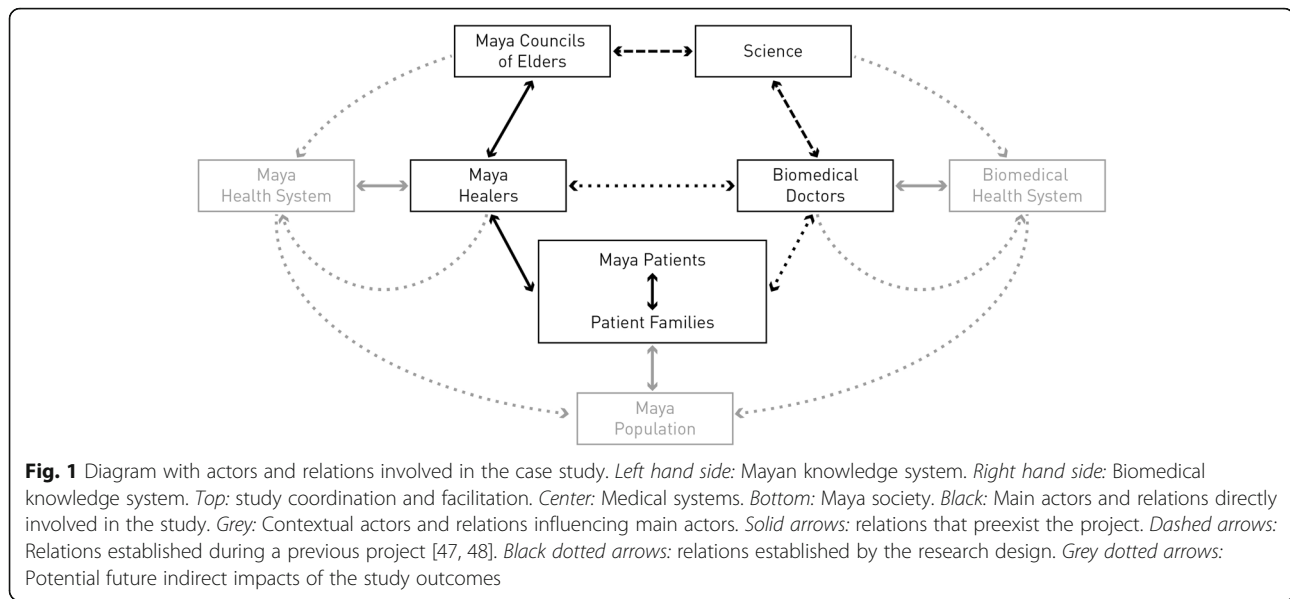 Maya Councils
of Elders
Science
Maya
Health System
Maya
Healers
Biomedical
Doctors
Biomedical
Health System
Maya Patients
Patient Families
Maya
Population
Fig. 1 Diagram with actors and relations involved in the case study. Left hand side: Mayan knowledge system. Right hand side: Biomedical
knowledge system. Top: study coordination and facilitation. Center: Medical systems. Bottom: Maya society. Black: Main actors and relations directly
involved in the study. Grey: Contextual actors and relations influencing main actors. Solid arrows: relations that preexist the project. Dashed arrows:
Relations established during a previous project [47, 48]. Black dotted arrows: relations established by the research design. Grey dotted arrows:
Potential future indirect impacts of the study outcomes